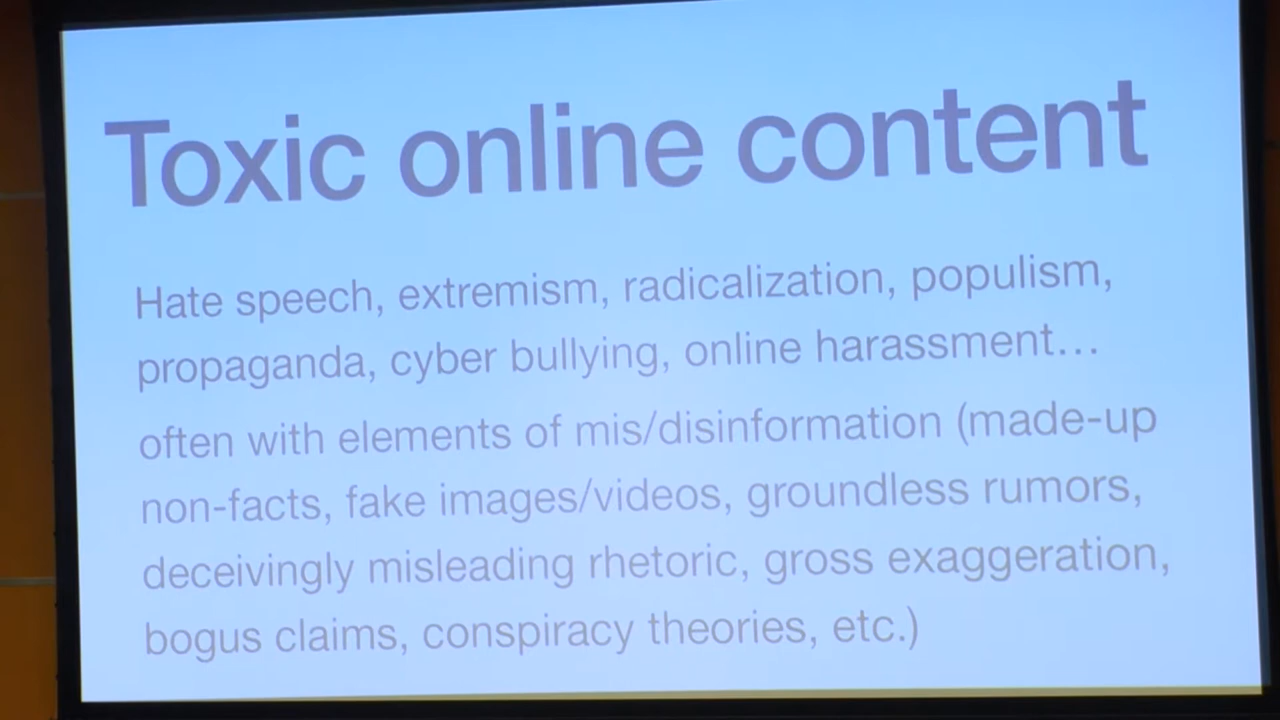 Toxic online content
Hate speech, extremism, radicalization, populism,
propaganda, cyber bullying, online harassment…
often with elements of mis/disinformation (made-up
non-facts, fake images/videos, groundless rumors,
deceivingly misleading rhetoric, gross exaggeration,
bogus claims, conspiracy theories, etc.)